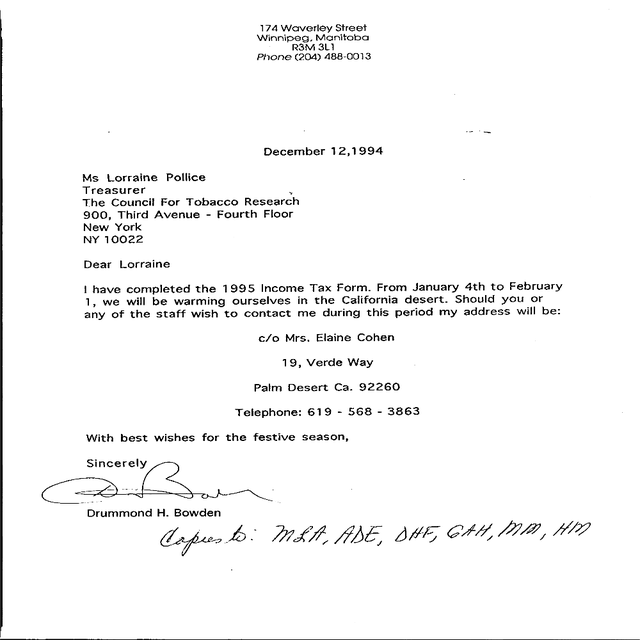 174 Waverley Street
Winnipeg, Manitoba
R3M 3L1
Phone (204) 488-0013
December 12,1994
Ms Lorraine Pollice
Treasurer
The Council For Tobacco Research
900, Third Avenue - Fourth Floor
New York
NY 10022
Dear Lorraine
I have completed the 1995 Income Tax Form. From January 4th to February
1, we will be warming ourselves in the California desert. Should you or
any of the staff wish to contact me during this period my address will be:
c/o Mrs. Elaine Cohen
19, Verde Way
Palm Desert Ca. 92260
Telephone: 619 - 568 - 3863
With best wishes for the festive season,
Sincerely
Drummond H. Bowden
Copies to: MLA, ADE, DHF, GAH, MM, HM